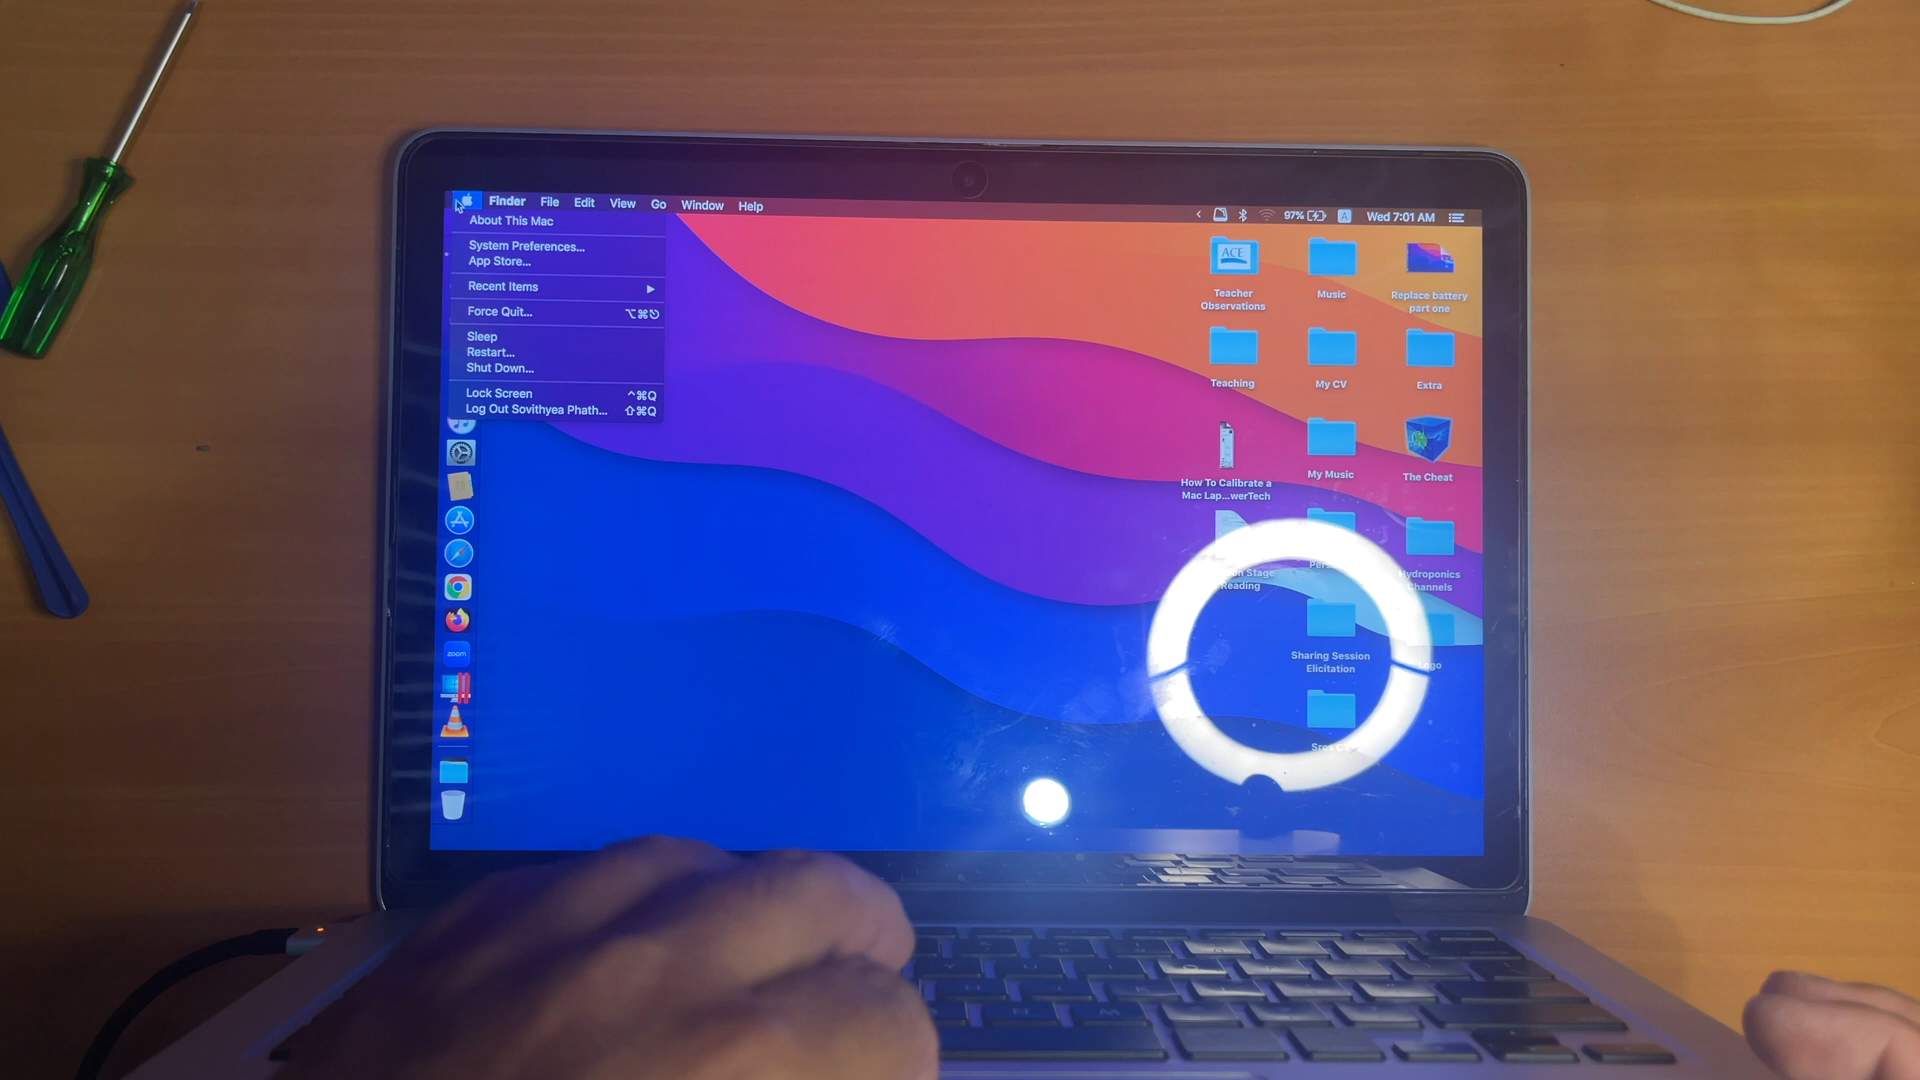 Finder File Edit View Go Window Help
97% A Wed 7:01 AM
About This Mac
System Preferences...
App Store...
Recent Items
Force Quit... ⌥⌘⎋
Sleep
Restart...
Shut Down...
Lock Screen ^⌘Q
Log Out Sovithyea Phath... ⇧⌘Q
zoom
ACE
Teacher
Observations
Music
Replace battery
part one
Teaching
My CV
Extra
How To Calibrate a
Mac Lap...werTech
My Music
The Cheat
Stage
Reading
Hydroponics
Channels
Sharing Session
Elicitation